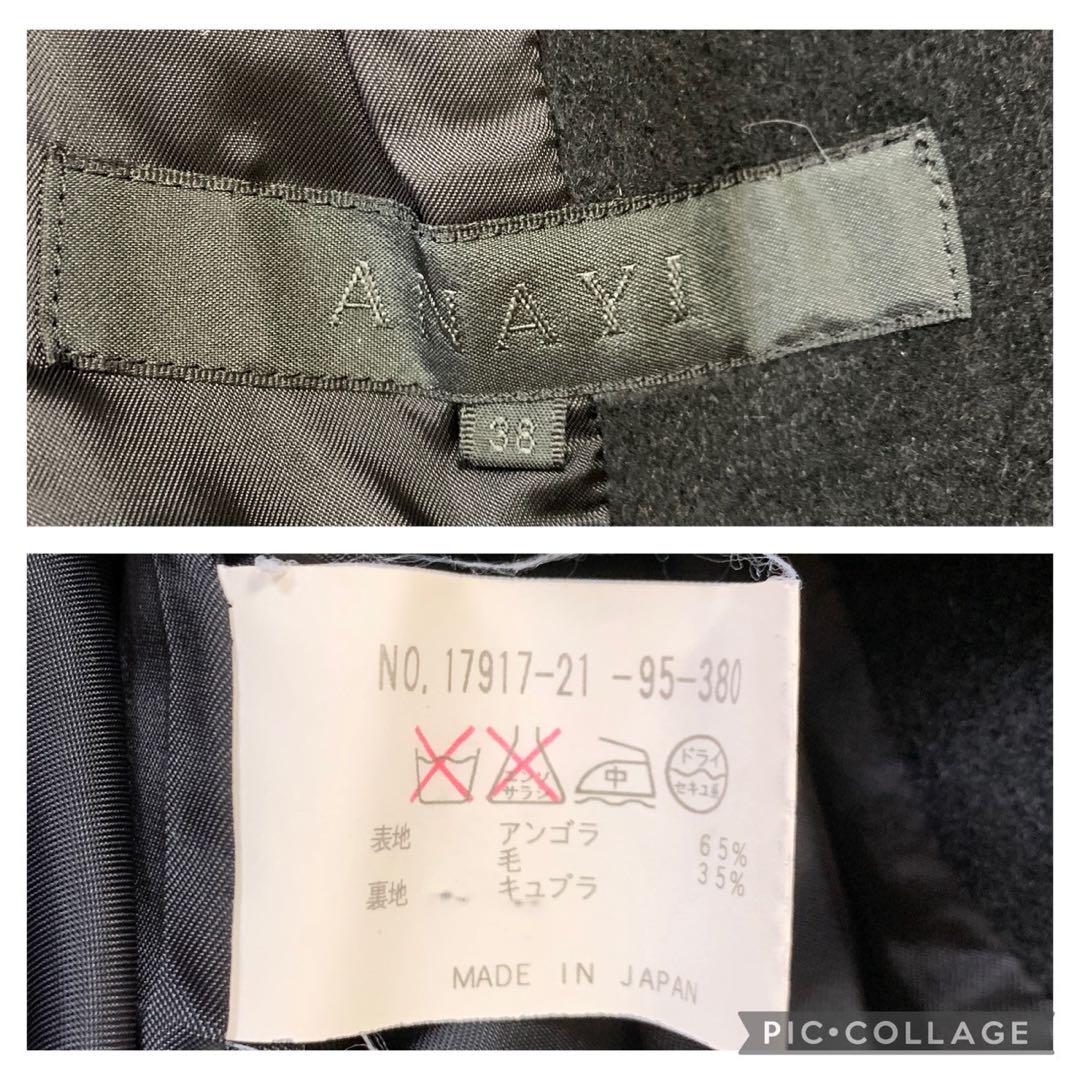 ANAYI
38
NO. 17917-21 -95-380
エンソ
サラシ
中
ドライ
セキユ系
表地 アンゴラ 65%
毛 35%
裏地 キュプラ
MADE IN JAPAN
PIC•COLLAGE